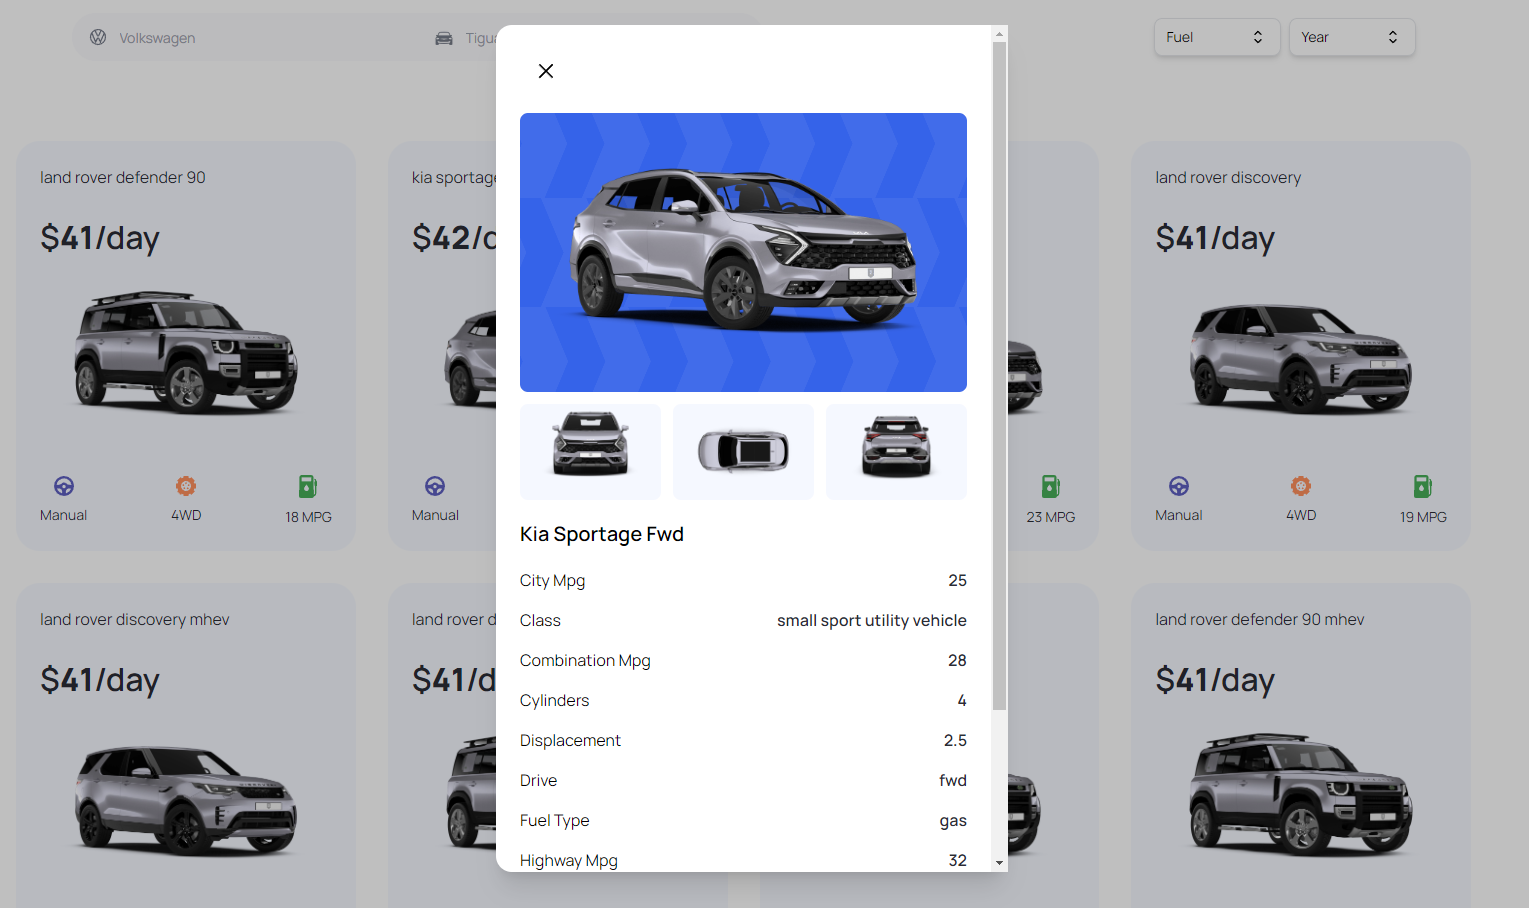 Volkswagen
Tigua
Fuel
Year
land rover defender 90
$41/day
Manual
4WD
18 MPG
kia sportage
$42/d
Manual
23 MPG
land rover discovery
$41/day
Manual
4WD
19 MPG
land rover discovery mhev
$41/day
land rover d
$41/d
land rover defender 90 mhev
$41/day
Kia Sportage Fwd
City Mpg 25
Class small sport utility vehicle
Combination Mpg 28
Cylinders 4
Displacement 2.5
Drive fwd
Fuel Type gas
Highway Mpg 32